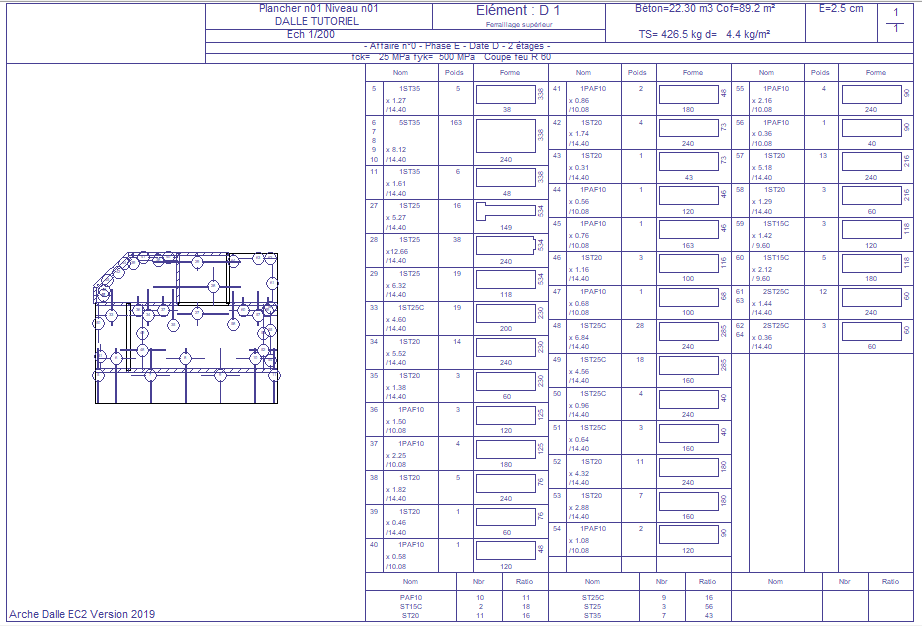 Plancher n01 Niveau n01
DALLE TUTORIEL
Ech 1/200
Elément : D 1
Ferraillage supérieur
Béton=22.30 m3 Cof=89.2 m²
TS= 426.5 kg d= 4.4 kg/m²
E=2.5 cm
1
1
- Affaire n°0 - Phase E - Date D - 2 étages -
fck= 25 MPa fyk= 500 MPa Coupe feu R 60
Nom Poids Forme
5 1ST35 5 338
x 1.27
/14.40 38
6 5ST35 163 338
7
8
9 x 8.12
10 /14.40 240
11 1ST35 6 338
x 1.61
/14.40 48
27 1ST25 16 534
x 5.27
/14.40 149
28 1ST25 38 534
x12.66
/14.40 240
29 1ST25 19 534
x 6.32
/14.40 118
33 1ST25C 19 230
x 4.60
/14.40 200
34 1ST20 14 230
x 5.52
/14.40 240
35 1ST20 3 230
x 1.38
/14.40 60
36 1PAF10 3 125
x 1.50
/10.08 120
37 1PAF10 4 125
x 2.25
/10.08 180
38 1ST20 5 76
x 1.82
/14.40 240
39 1ST20 1 76
x 0.46
/14.40 60
40 1PAF10 1 48
x 0.58
/10.08 120
Nom Poids Forme
41 1PAF10 2 48
x 0.86
/10.08 180
42 1ST20 4 73
x 1.74
/14.40 240
43 1ST20 1 73
x 0.31
/14.40 43
44 1PAF10 1 46
x 0.56
/10.08 120
45 1PAF10 1 46
x 0.76
/10.08 163
46 1ST20 3 116
x 1.16
/14.40 100
47 1PAF10 1 68
x 0.68
/10.08 100
48 1ST25C 28 285
x 6.84
/14.40 240
49 1ST25C 18 285
x 4.56
/14.40 160
50 1ST25C 4 40
x 0.96
/14.40 240
51 1ST25C 3 40
x 0.64
/14.40 160
52 1ST20 11 180
x 4.32
/14.40 240
53 1ST20 7 180
x 2.88
/14.40 160
54 1PAF10 2 90
x 1.08
/10.08 120
Nom Poids Forme
55 1PAF10 4 90
x 2.16
/10.08 240
56 1PAF10 1 90
x 0.36
/10.08 40
57 1ST20 13 216
x 5.18
/14.40 240
58 1ST20 3 216
x 1.29
/14.40 60
59 1ST15C 3 118
x 1.42
/ 9.60 120
60 1ST15C 5 118
x 2.12
/ 9.60 180
61 2ST25C 12 60
63 x 1.44
/14.40 240
62 2ST25C 3 60
64 x 0.36
/14.40 60
Nom Nbr Ratio
PAF10 10 11
ST15C 2 18
ST20 11 16
Nom Nbr Ratio
ST25C 9 16
ST25 3 56
ST35 7 43
Nom Nbr Ratio
Arche Dalle EC2 Version 2019